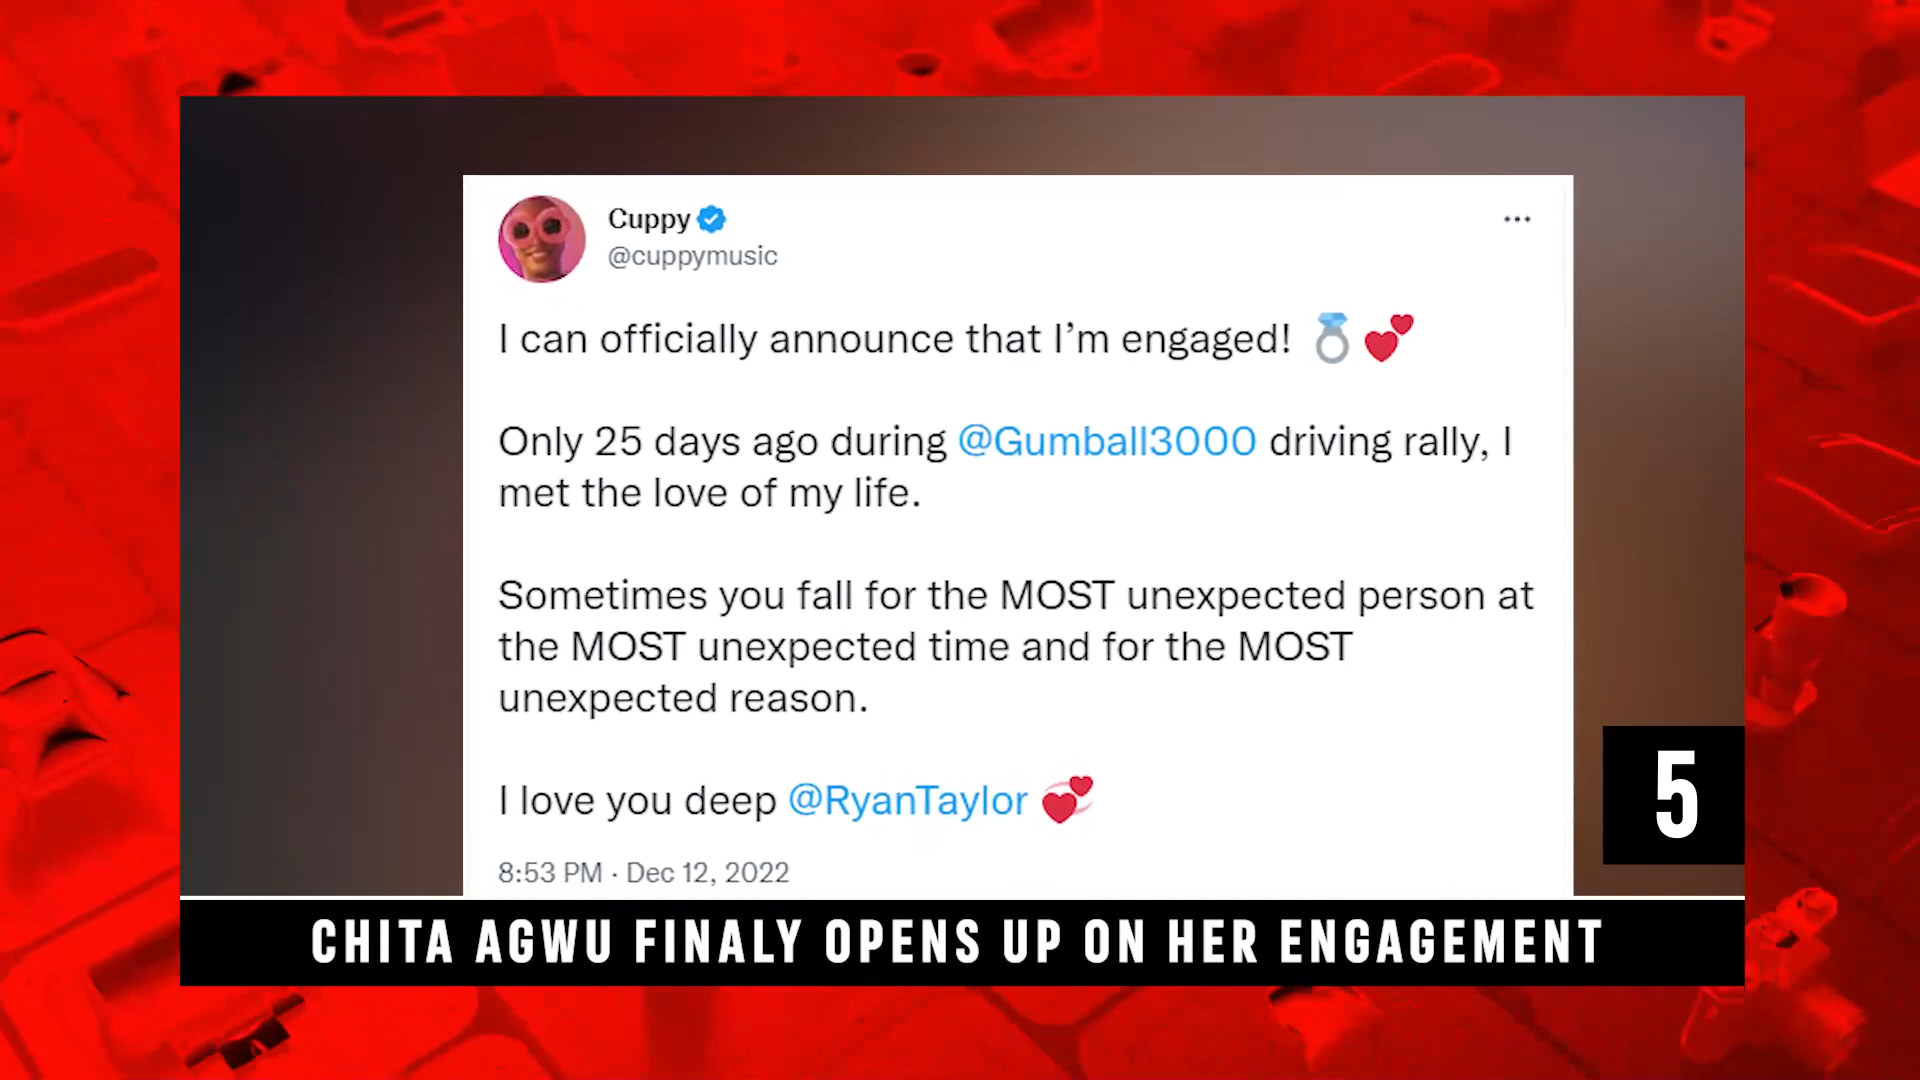 Cuppy
@cuppymusic
I can officially announce that I’m engaged! 💍💕
Only 25 days ago during @Gumball3000 driving rally, I
met the love of my life.
Sometimes you fall for the MOST unexpected person at
the MOST unexpected time and for the MOST
unexpected reason.
I love you deep @RyanTaylor 💞
8:53 PM · Dec 12, 2022
5
CHITA AGWU FINALY OPENS UP ON HER ENGAGEMENT